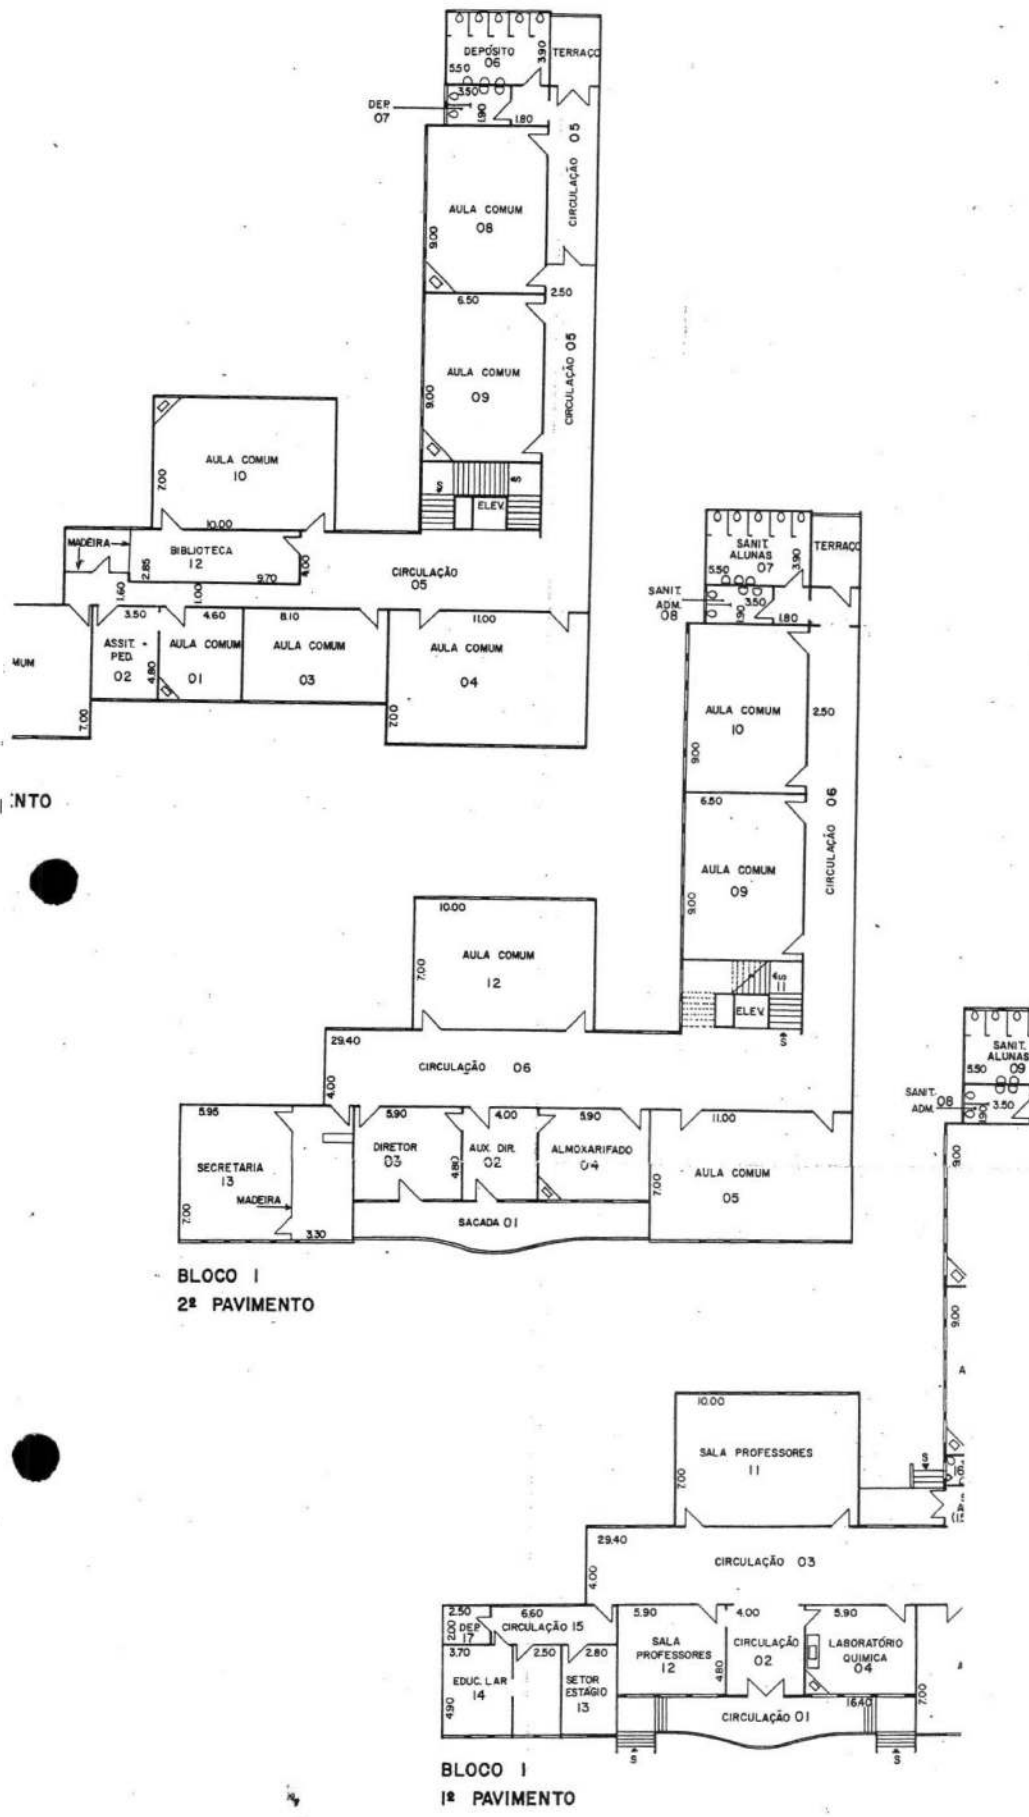 DEPÓSITO
06
5.50
3.90
TERRAÇO
DEP.
07
3.50
1.90
1.80
CIRCULAÇÃO 05
AULA COMUM
08
9.00
6.50
2.50
AULA COMUM
09
9.00
CIRCULAÇÃO 05
S
S
ELEV.
AULA COMUM
10
7.00
10.00
MADEIRA
BIBLIOTECA
12
2.85
9.70
4.00
CIRCULAÇÃO
05
1.60
1.00
3.50
4.60
8.10
11.00
MUM
ASSIT.
PED.
02
4.80
AULA COMUM
01
AULA COMUM
03
AULA COMUM
04
7.00
7.00
ENTO
SANIT.
ALUNAS
07
5.50
3.90
TERRAÇO
SANIT.
ADM.
08
3.50
1.90
1.80
AULA COMUM
10
9.00
2.50
6.50
CIRCULAÇÃO 06
AULA COMUM
09
9.00
S
11
ELEV.
S
10.00
AULA COMUM
12
7.00
29.40
CIRCULAÇÃO 06
4.00
5.95
5.90
4.00
5.90
11.00
SECRETARIA
13
MADEIRA
7.00
3.30
DIRETOR
03
4.80
AUX. DIR.
02
ALMOXARIFADO
04
7.00
AULA COMUM
05
SACADA 01
BLOCO I
2º PAVIMENTO
SANIT.
ALUNAS
09
5.50
SANIT.
ADM.
08
3.50
1.90
9.00
9.00
A
10.00
SALA PROFESSORES
11
7.00
S
29.40
CIRCULAÇÃO 03
4.00
2.50
6.60
5.90
4.00
5.90
2.00
DEP
17
CIRCULAÇÃO 15
3.70
2.50
2.80
EDUC. LAR
14
4.90
SETOR
ESTÁGIO
13
SALA
PROFESSORES
12
4.80
CIRCULAÇÃO
02
LABORATÓRIO
QUIMICA
04
7.00
16.40
CIRCULAÇÃO 01
S
S
BLOCO I
1º PAVIMENTO